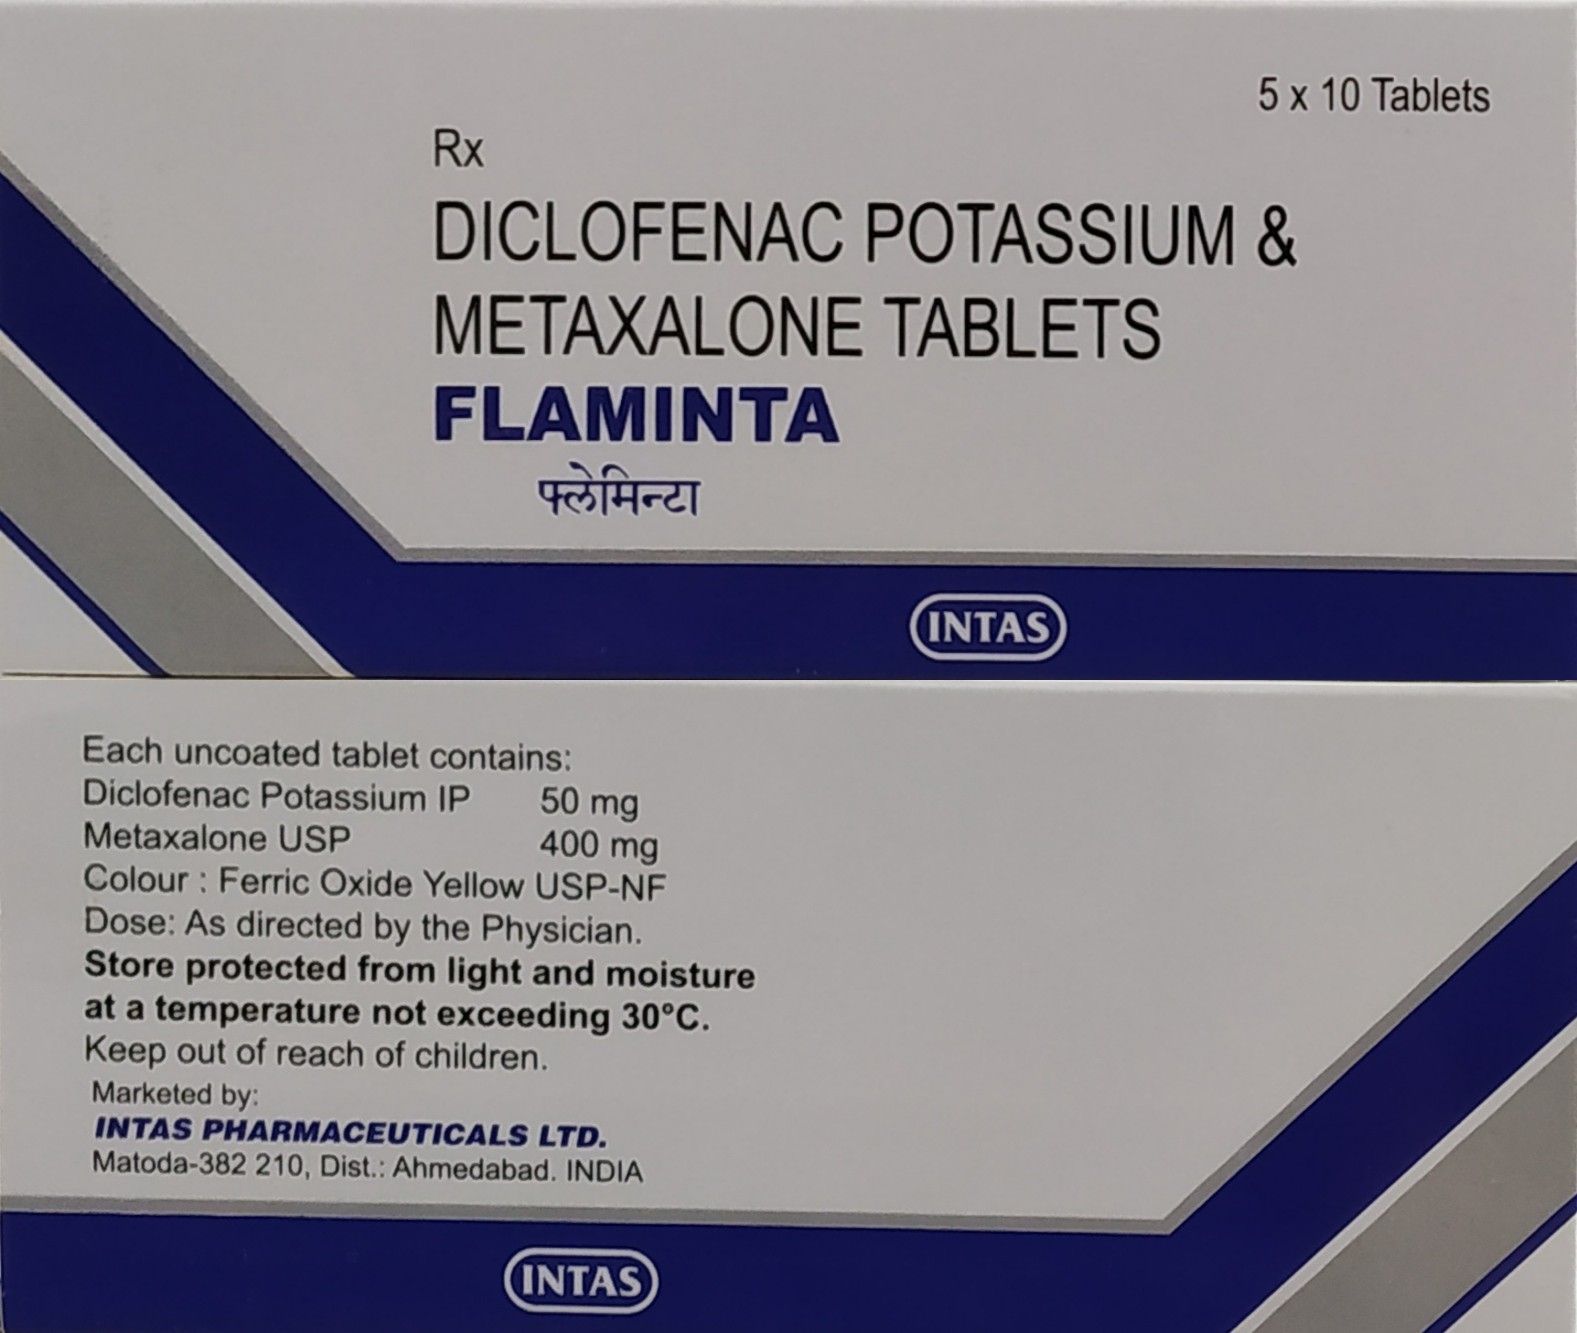 5 x 10 Tablets
Rx
DICLOFENAC POTASSIUM &
METAXALONE TABLETS
FLAMINTA
फ्लेमिन्टा
INTAS
Each uncoated tablet contains:
Diclofenac Potassium IP 50 mg
Metaxalone USP 400 mg
Colour : Ferric Oxide Yellow USP-NF
Dose: As directed by the Physician.
Store protected from light and moisture
at a temperature not exceeding 30°C.
Keep out of reach of children.
Marketed by:
INTAS PHARMACEUTICALS LTD.
Matoda-382 210, Dist.: Ahmedabad. INDIA
INTAS